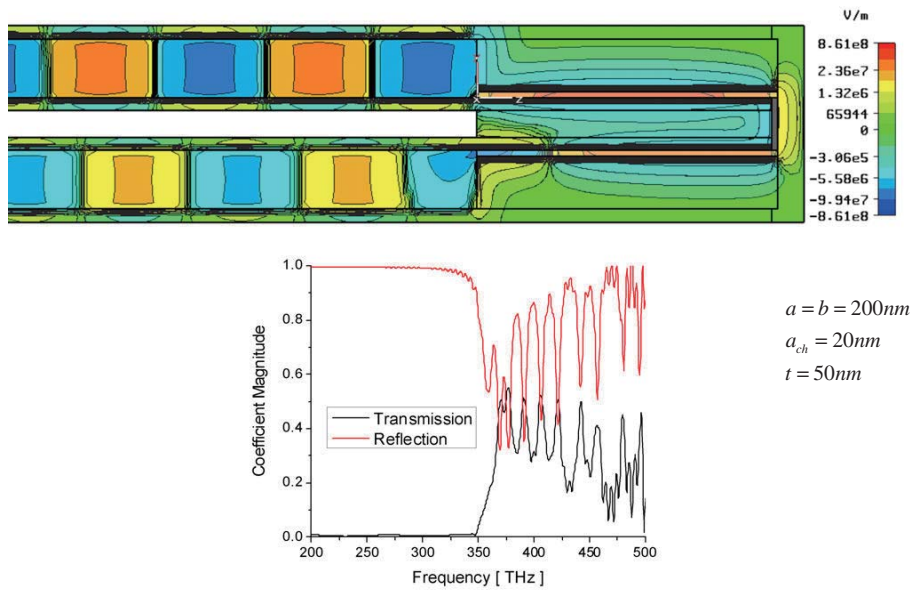 V/m
8.61e8
2.36e7
1.32e6
65944
0
-3.06e5
-5.58e6
-9.94e7
-8.61e8
Y
X
Z
1.0
0.8
0.6
0.4
0.2
0.0
Coefficient Magnitude
Transmission
Reflection
200
250
300
350
400
450
500
Frequency [ THz ]
a = b = 200nm
a_ch = 20nm
t = 50nm